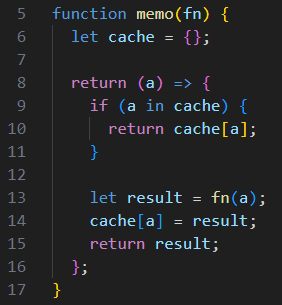 5 function memo(fn) {
6   let cache = {};
7
8   return (a) => {
9     if (a in cache) {
10       return cache[a];
11     }
12
13     let result = fn(a);
14     cache[a] = result;
15     return result;
16   };
17 }